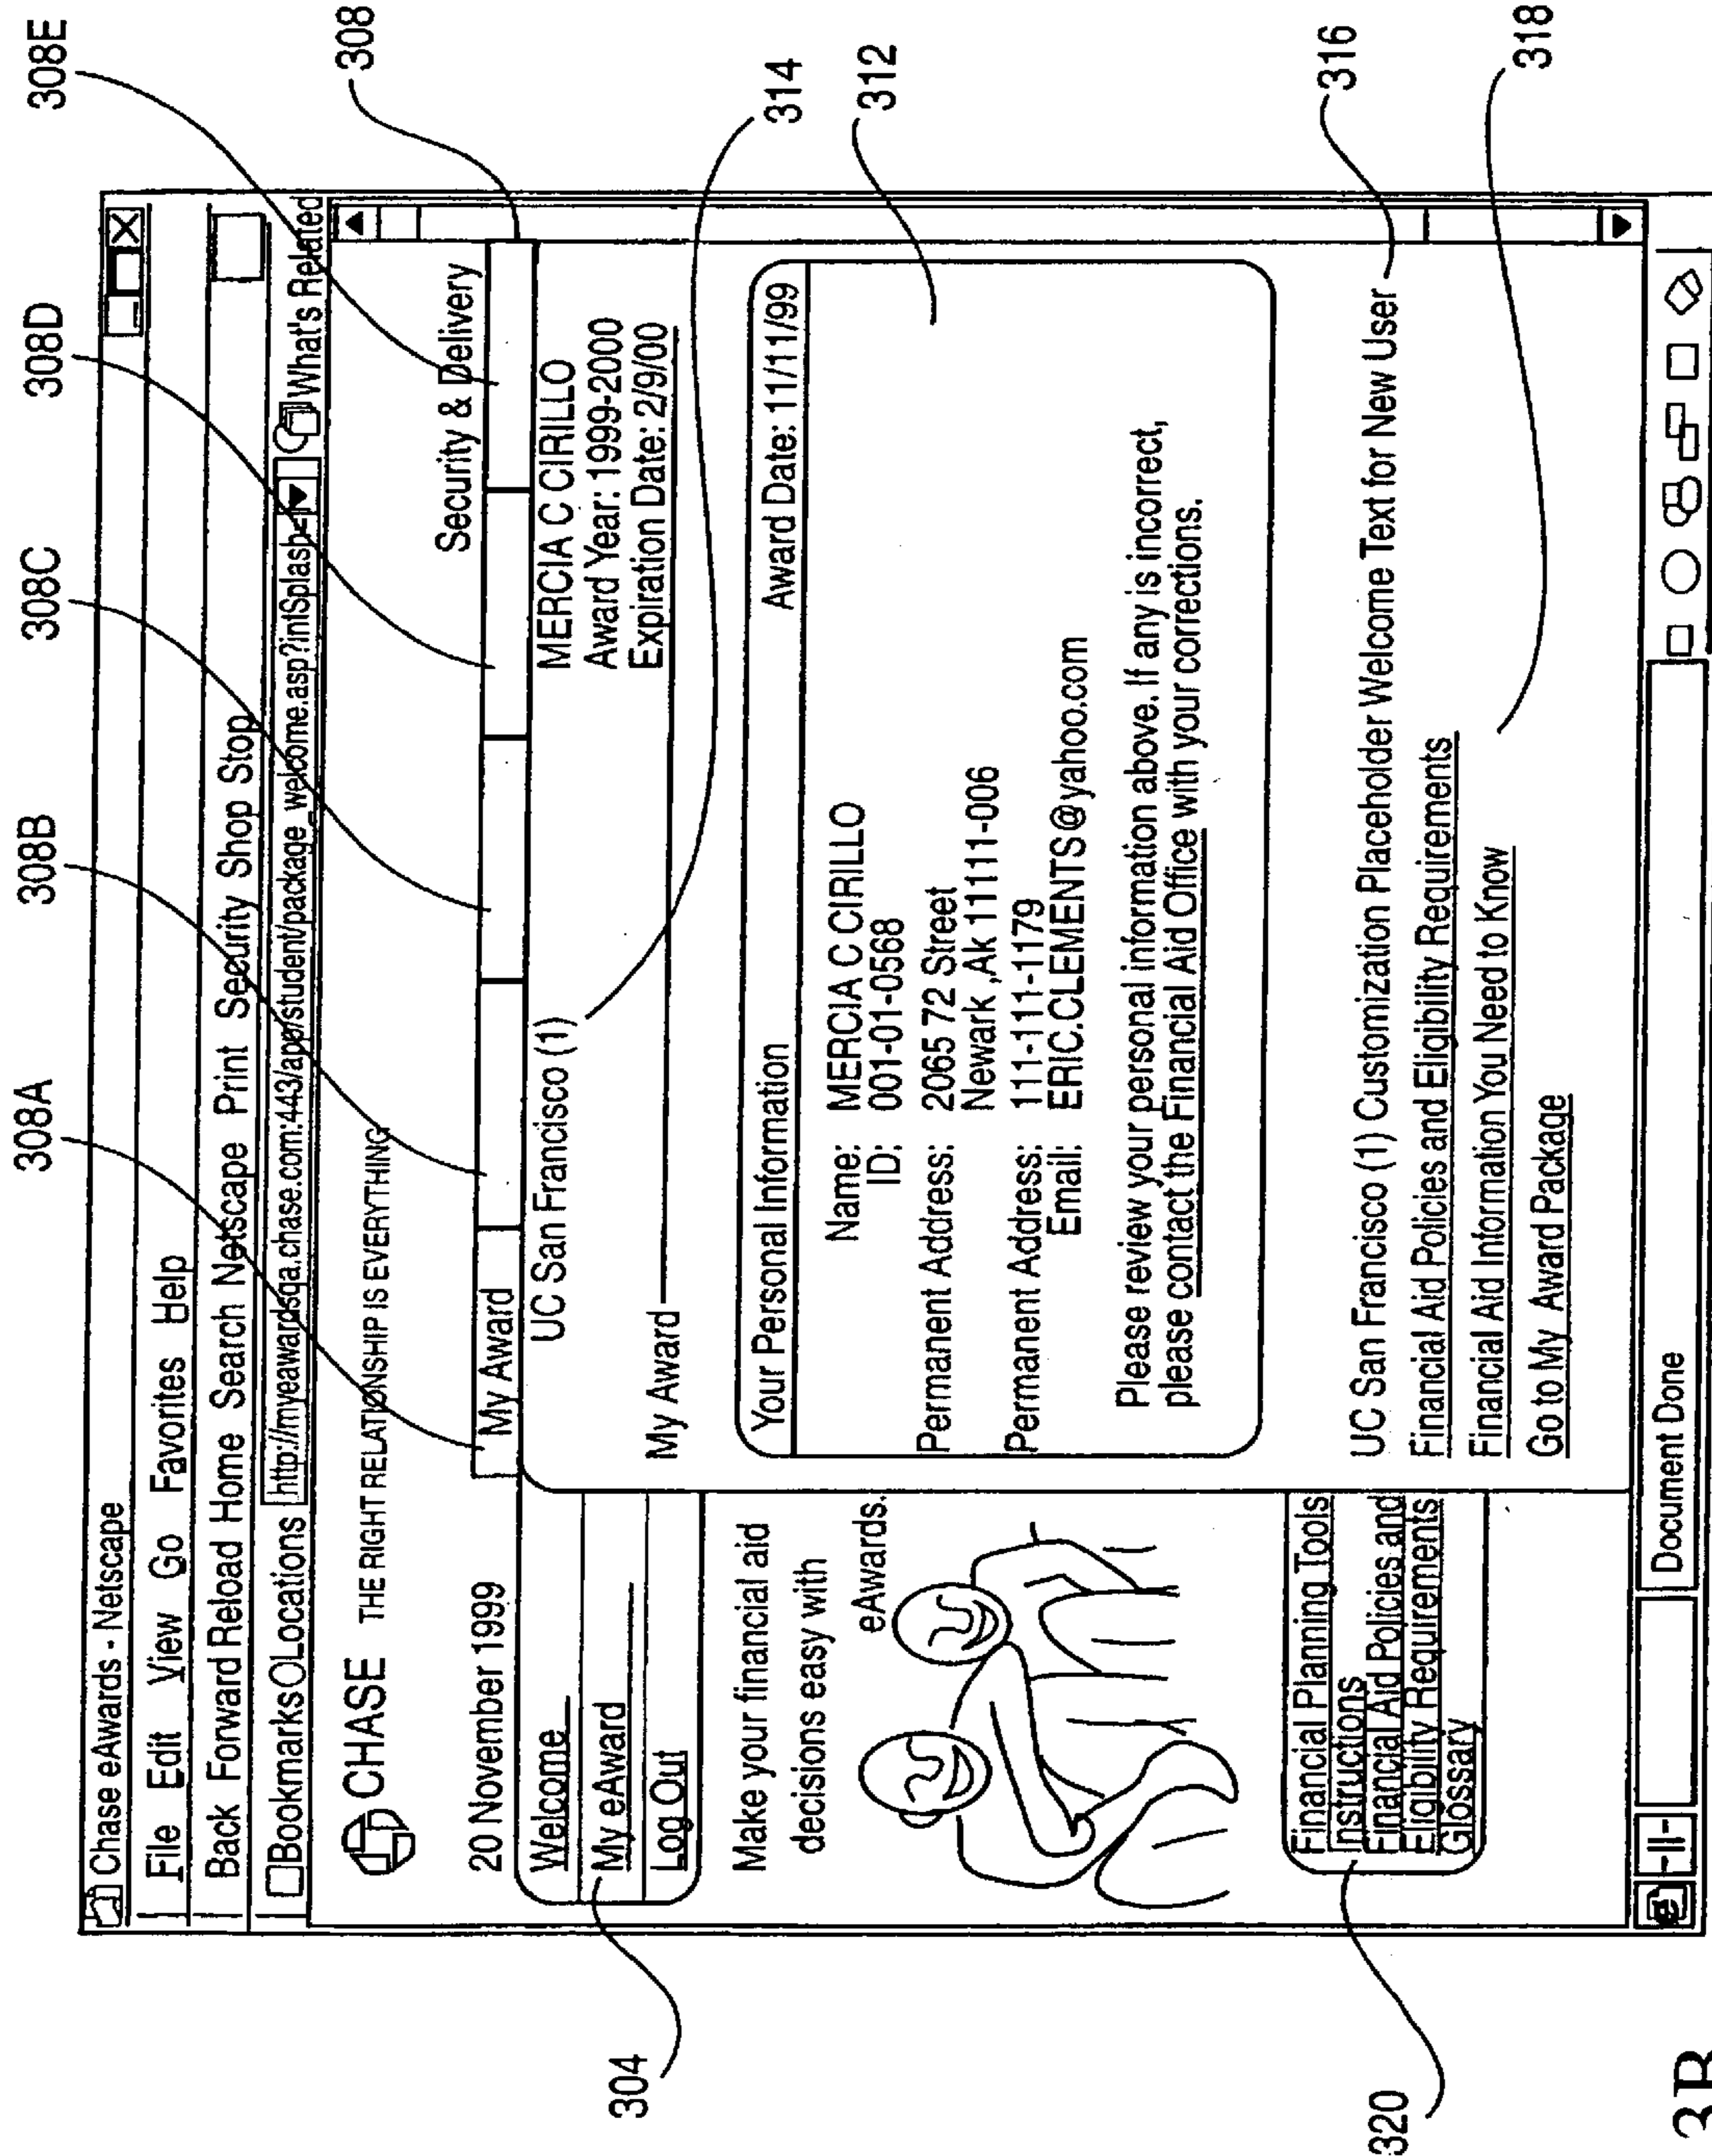 308A
308B
308C
308D
308E
Chase eAwards - Netscape
File Edit View Go Favorites Help
Back Forward Reload Home Search Netscape Print Security Shop Stop
Bookmarks Locations http://myeawardsqa.chase.com:443/app/student/package_welcome.asp?intSplash= What's Related
CHASE THE RIGHT RELATIONSHIP IS EVERYTHING
Security & Delivery
308
20 November 1999
My Award
Welcome
My eAward
Log Out
304
UC San Francisco (1)
MERCIA C CIRILLO
Award Year: 1999-2000
Expiration Date: 2/9/00
My Award
314
Make your financial aid
decisions easy with
eAwards.
Your Personal Information Award Date: 11/11/99
312
Name: MERCIA C CIRILLO
ID: 001-01-0568
Permanent Address: 2065 72 Street
Newark ,Ak 11111-006
Permanent Address: 111-111-1179
Email: ERIC.CLEMENTS@yahoo.com
Please review your personal information above. If any is incorrect,
please contact the Financial Aid Office with your corrections.
Financial Planning Tools
Instructions
Financial Aid Policies and
Eligibility Requirements
Glossary
320
UC San Francisco (1) Customization Placeholder Welcome Text for New User
316
Financial Aid Policies and Eligibility Requirements
Financial Aid Information You Need to Know
Go to My Award Package
318
Document Done
3B